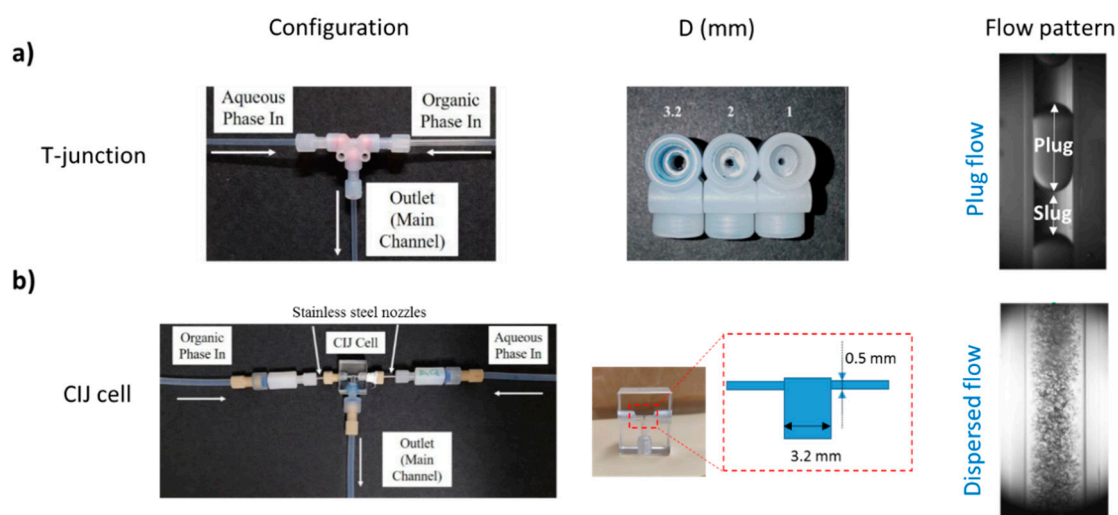 Configuration
D (mm)
Flow pattern
a)
T-junction
Aqueous
Phase In
Organic
Phase In
Outlet
(Main
Channel)
3.2 2 1
Plug flow
Plug
Slug
b)
CIJ cell
Stainless steel nozzles
Organic
Phase In
CIJ Cell
Aqueous
Phase In
Outlet
(Main
Channel)
0.5 mm
3.2 mm
Dispersed flow